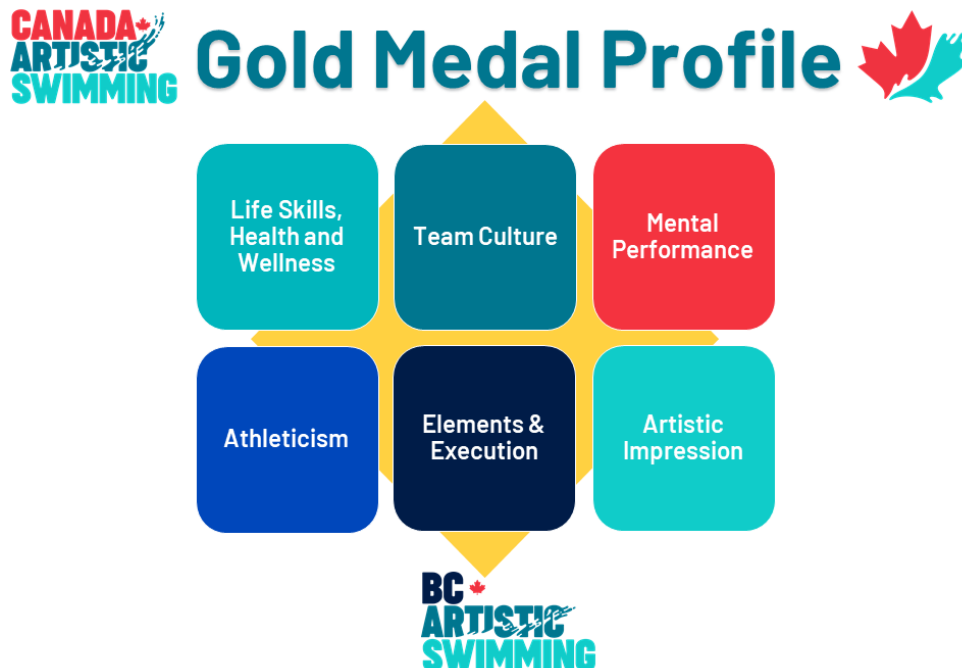 CANADA
ARTISTIC
SWIMMING
Gold Medal Profile
Life Skills,
Health and
Wellness
Team Culture
Mental
Performance
Athleticism
Elements &
Execution
Artistic
Impression
BC
ARTISTIC
SWIMMING